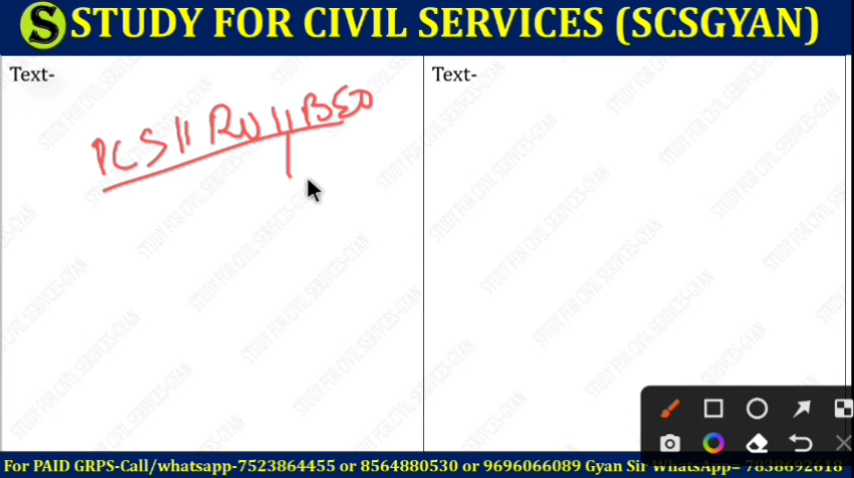 STUDY FOR CIVIL SERVICES (SCSGYAN)
Text-
PCS || RO || BEO
Text-
For PAID GRPS-Call/whatsapp-7523864455 or 8564880530 or 9696066089 Gyan Sir WhatsApp= 7838692618